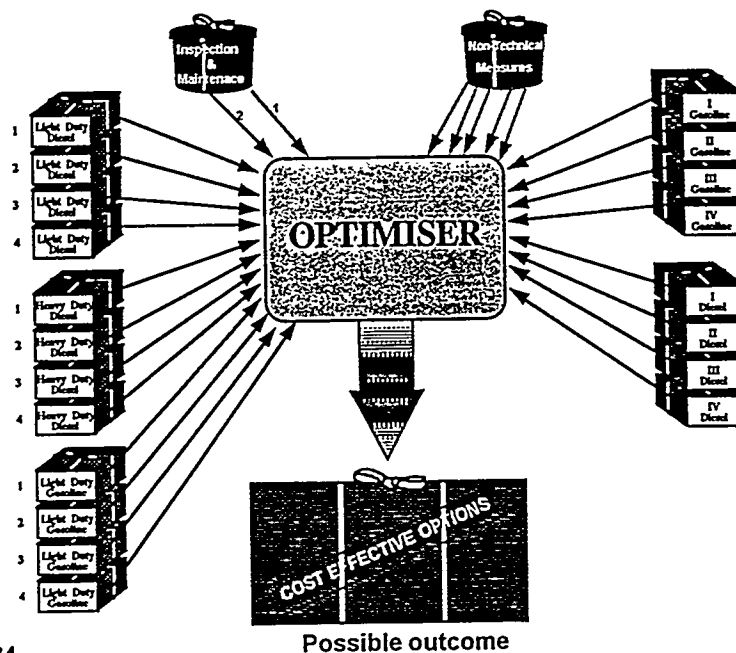 Inspection
&
Maintenace
Non-Technical
Measures
2
1
1
Light Duty
Diesel
2
Light Duty
Diesel
3
Light Duty
Diesel
4
Light Duty
Diesel
1
Heavy Duty
Diesel
2
Heavy Duty
Diesel
3
Heavy Duty
Diesel
4
Heavy Duty
Diesel
1
Light Duty
Gasoline
2
Light Duty
Gasoline
3
Light Duty
Gasoline
4
Light Duty
Gasoline
OPTIMISER
I
Gasoline
II
Gasoline
III
Gasoline
IV
Gasoline
I
Diesel
II
Diesel
III
Diesel
IV
Diesel
COST EFFECTIVE OPTIONS
Possible outcome